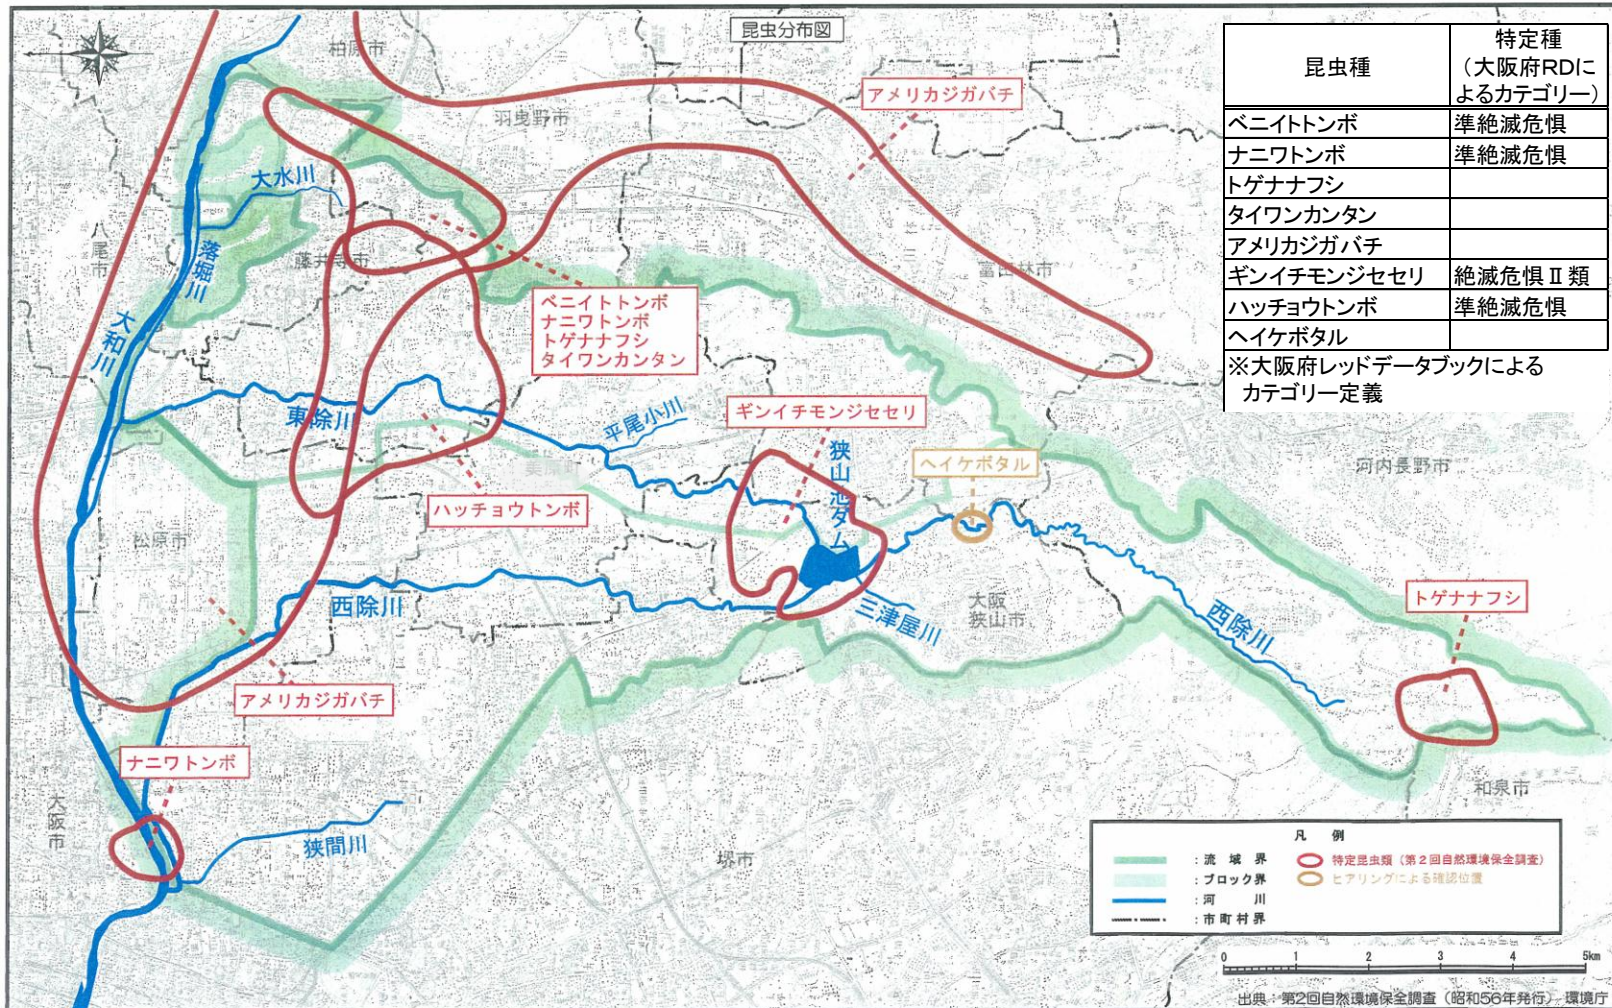 昆虫分布図
昆虫種
特定種
（大阪府RDに
よるカテゴリー）
ベニイトトンボ 準絶滅危惧
ナニワトンボ 準絶滅危惧
トゲナナフシ
タイワンカンタン
アメリカジガバチ
ギンイチモンジセセリ 絶滅危惧Ⅱ類
ハッチョウトンボ 準絶滅危惧
ヘイケボタル
※大阪府レッドデータブックによる
カテゴリー定義
柏原市
羽曳野市
アメリカジガバチ
大水川
八尾市
落堀川
藤井寺市
富田林市
大和川
ベニイトトンボ
ナニワトンボ
トゲナナフシ
タイワンカンタン
東除川
平尾小川
ギンイチモンジセセリ
狭山池ダム
ヘイケボタル
美原町
河内長野市
ハッチョウトンボ
松原市
西除川
三津屋川
大阪
狭山市
西除川
トゲナナフシ
アメリカジガバチ
ナニワトンボ
大阪市
狭間川
堺市
和泉市
凡 例
：流 域 界
：ブロック界
：河 川
：市町村界
特定昆虫類（第２回自然環境保全調査）
ヒアリングによる確認位置
0 1 2 3 4 5km
出典：第2回自然環境保全調査（昭和56年発行）環境庁